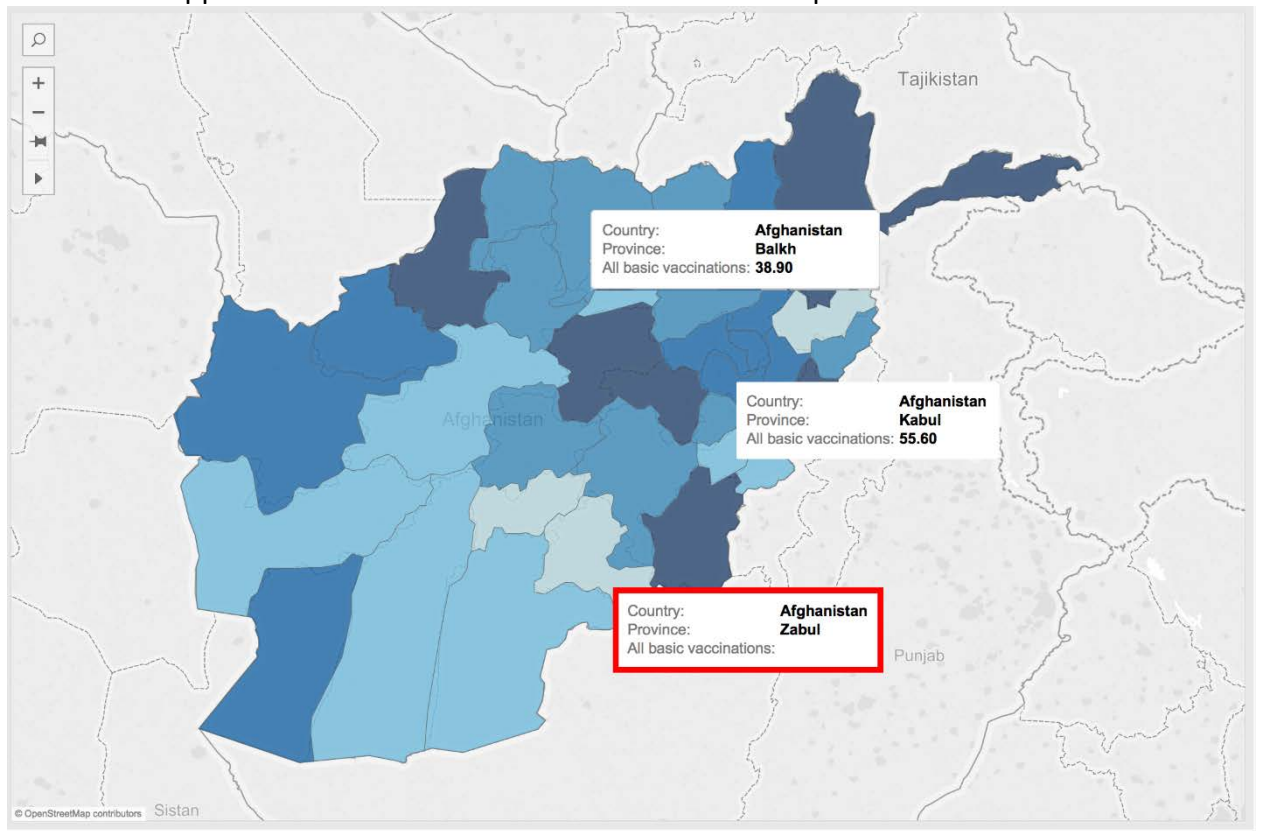 Tajikistan
Country: Afghanistan
Province: Balkh
All basic vaccinations: 38.90
Country: Afghanistan
Province: Kabul
All basic vaccinations: 55.60
Afghanistan
Country: Afghanistan
Province: Zabul
All basic vaccinations:
Punjab
© OpenStreetMap contributors
Sistan